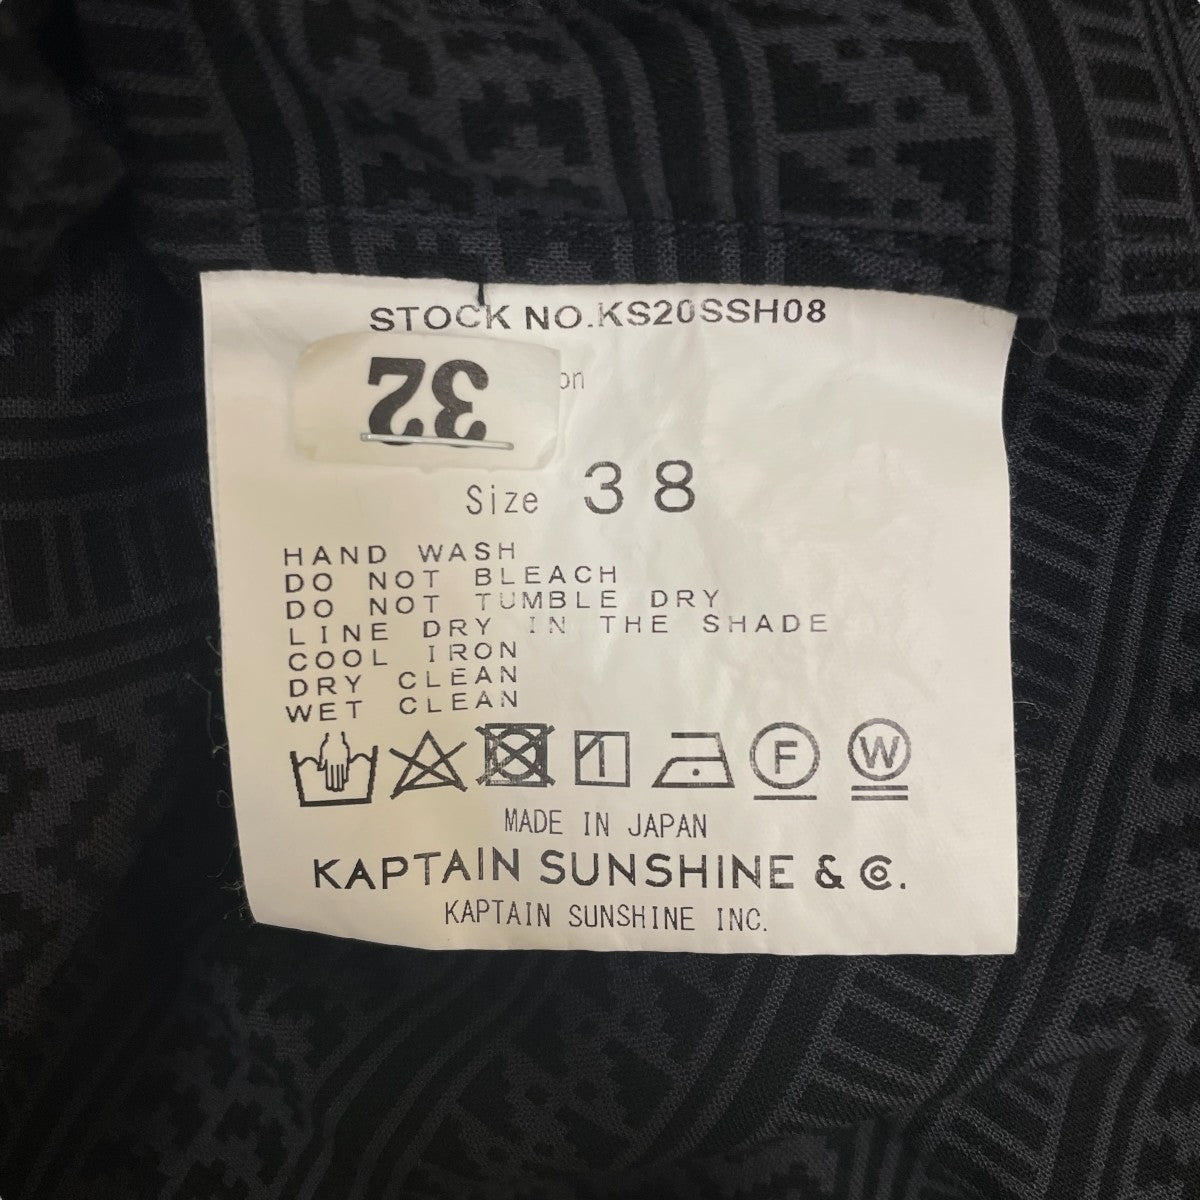 STOCK NO.KS20SSH08
32
Size 38
HAND WASH
DO NOT BLEACH
DO NOT TUMBLE DRY
LINE DRY IN THE SHADE
COOL IRON
DRY CLEAN
WET CLEAN
F W
MADE IN JAPAN
KAPTAIN SUNSHINE & Co.
KAPTAIN SUNSHINE INC.